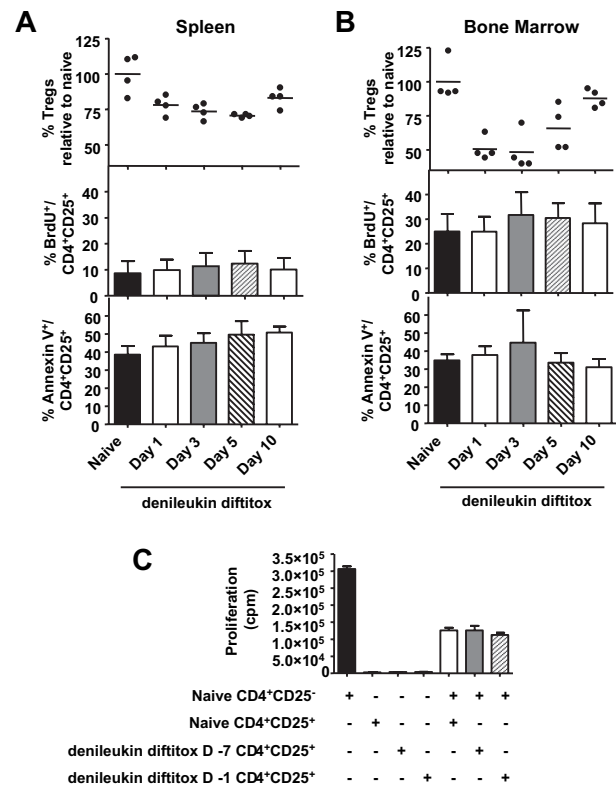 A
Spleen
% Tregs
relative to naive
100
75
50
% BrdU⁺/
CD4⁺CD25⁺
40
30
20
10
0
% Annexin V⁺/
CD4⁺CD25⁺
60
50
40
30
20
10
0
Naive
Day 1
Day 3
Day 5
Day 10
denileukin diftitox
B
Bone Marrow
% Tregs
relative to naive
125
100
75
50
% BrdU⁺/
CD4⁺CD25⁺
40
30
20
10
0
% Annexin V⁺/
CD4⁺CD25⁺
60
50
40
30
20
10
0
Naive
Day 1
Day 3
Day 5
Day 10
denileukin diftitox
C
Proliferation
(cpm)
3.5×10⁵
3.0×10⁵
2.5×10⁵
2.0×10⁵
1.5×10⁵
1.0×10⁵
5.0×10⁴
0
Naive CD4⁺CD25⁻ + - - - + + +
Naive CD4⁺CD25⁺ - + - - + - -
denileukin diftitox D -7 CD4⁺CD25⁺ - - + - - + -
denileukin diftitox D -1 CD4⁺CD25⁺ - - - + - - +